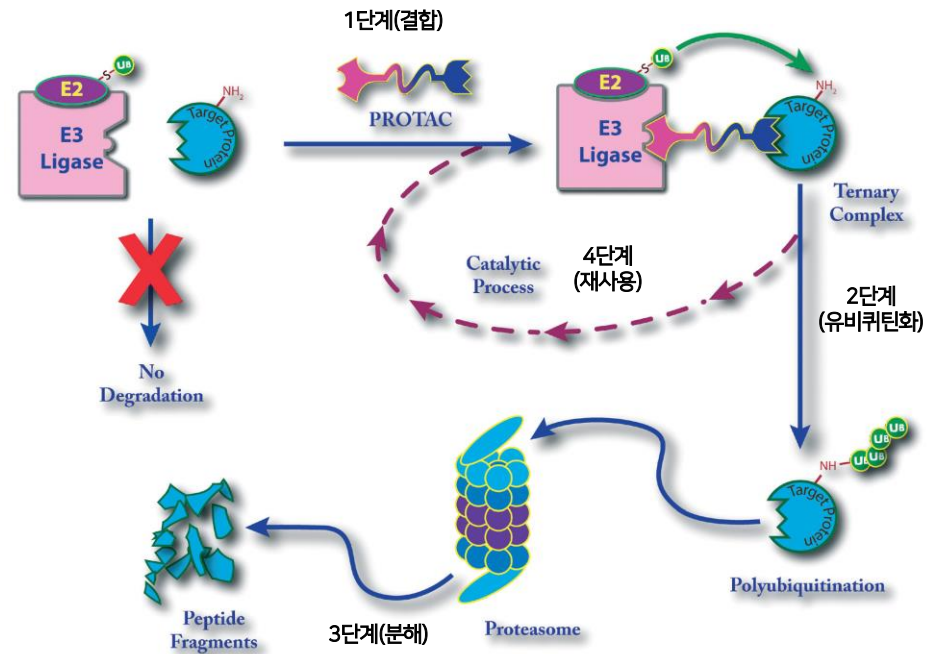 1단계(결합)
PROTAC
E2
S
UB
E3
Ligase
NH₂
Target Protein
E2
S
UB
E3
Ligase
NH₂
Target Protein
Ternary
Complex
Catalytic
Process
4단계
(재사용)
2단계
(유비퀴틴화)
No
Degradation
NH
UB
UB
UB
UB
Target Protein
Polyubiquitination
Proteasome
3단계(분해)
Peptide
Fragments